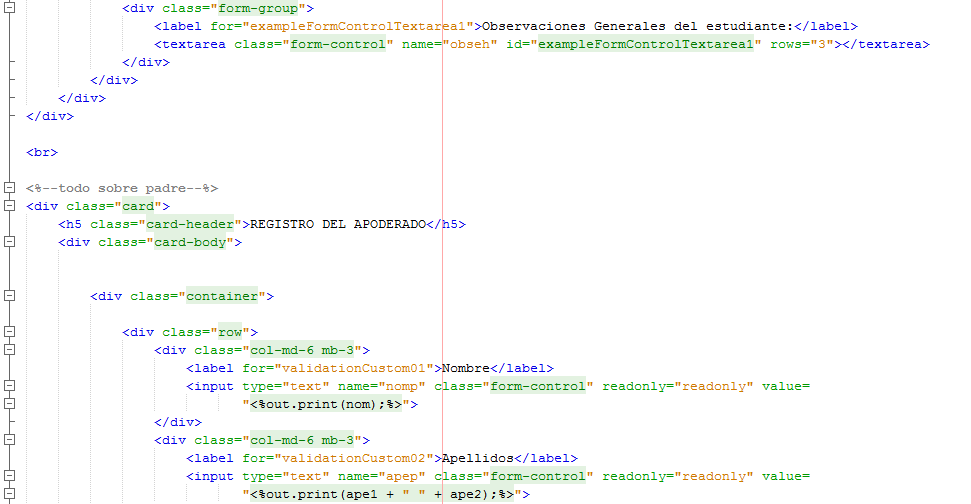 <div class="form-group">
<label for="exampleFormControlTextarea1">Observaciones Generales del estudiante:</label>
<textarea class="form-control" name="obseh" id="exampleFormControlTextarea1" rows="3"></textarea>
</div>
</div>
</div>
</div>
<br>
<%--todo sobre padre--%>
<div class="card">
<h5 class="card-header">REGISTRO DEL APODERADO</h5>
<div class="card-body">
<div class="container">
<div class="row">
<div class="col-md-6 mb-3">
<label for="validationCustom01">Nombre</label>
<input type="text" name="nomp" class="form-control" readonly="readonly" value=
"<%out.print(nom);%>">
</div>
<div class="col-md-6 mb-3">
<label for="validationCustom02">Apellidos</label>
<input type="text" name="apep" class="form-control" readonly="readonly" value=
"<%out.print(ape1 + " " + ape2);%>">